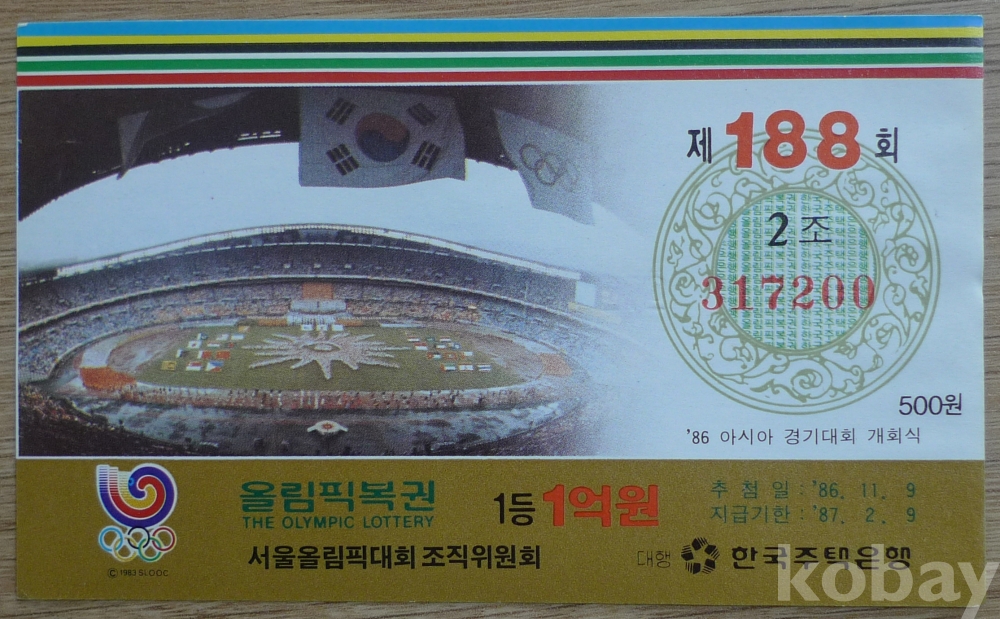 제 188 회
2조
317200
500원
'86 아시아 경기대회 개회식
올림픽복권
THE OLYMPIC LOTTERY
1등 1억원
추 첨 일 : '86. 11. 9
지급기한 : '87. 2. 9
© 1983 SLOOC
서울올림픽대회 조직위원회
대행 한국주택은행
kobay